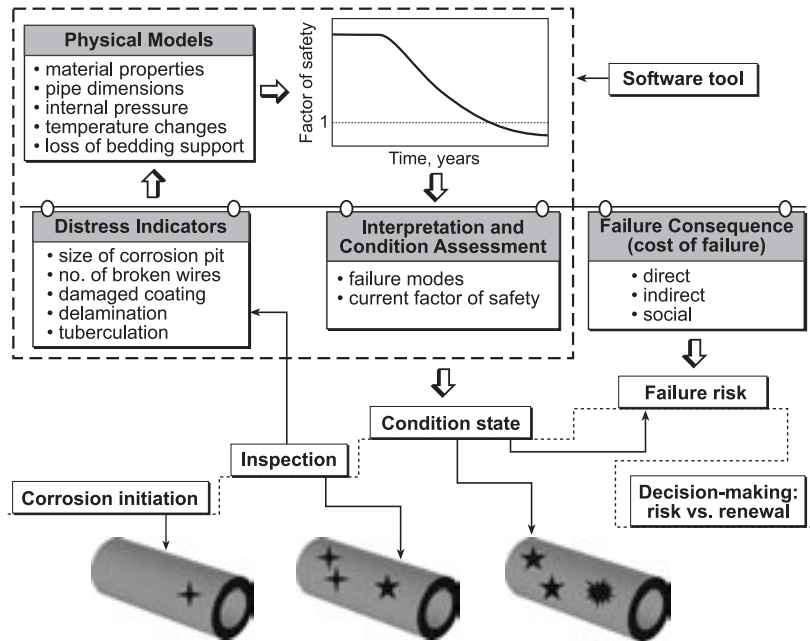 Physical Models
• material properties
• pipe dimensions
• internal pressure
• temperature changes
• loss of bedding support
Factor of safety
1
Time, years
Software tool
Distress Indicators
• size of corrosion pit
• no. of broken wires
• damaged coating
• delamination
• tuberculation
Interpretation and
Condition Assessment
• failure modes
• current factor of safety
Failure Consequence
(cost of failure)
• direct
• indirect
• social
Failure risk
Condition state
Inspection
Corrosion initiation
Decision-making:
risk vs. renewal